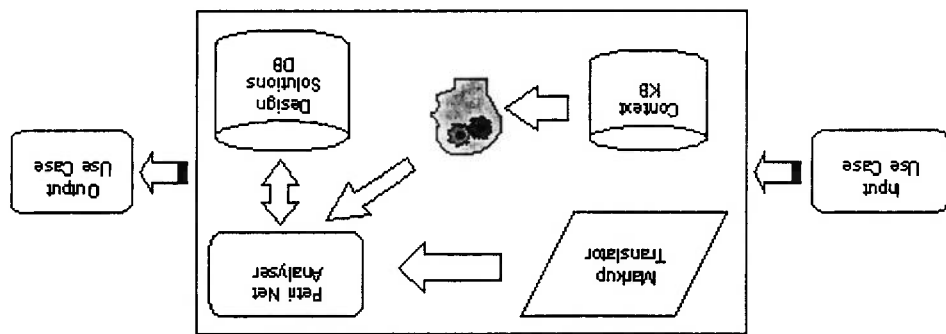 Input
Use Case
Markup
Translator
Context
KB
Petri Net
Analyser
Design
Solutions
DB
Output
Use Case